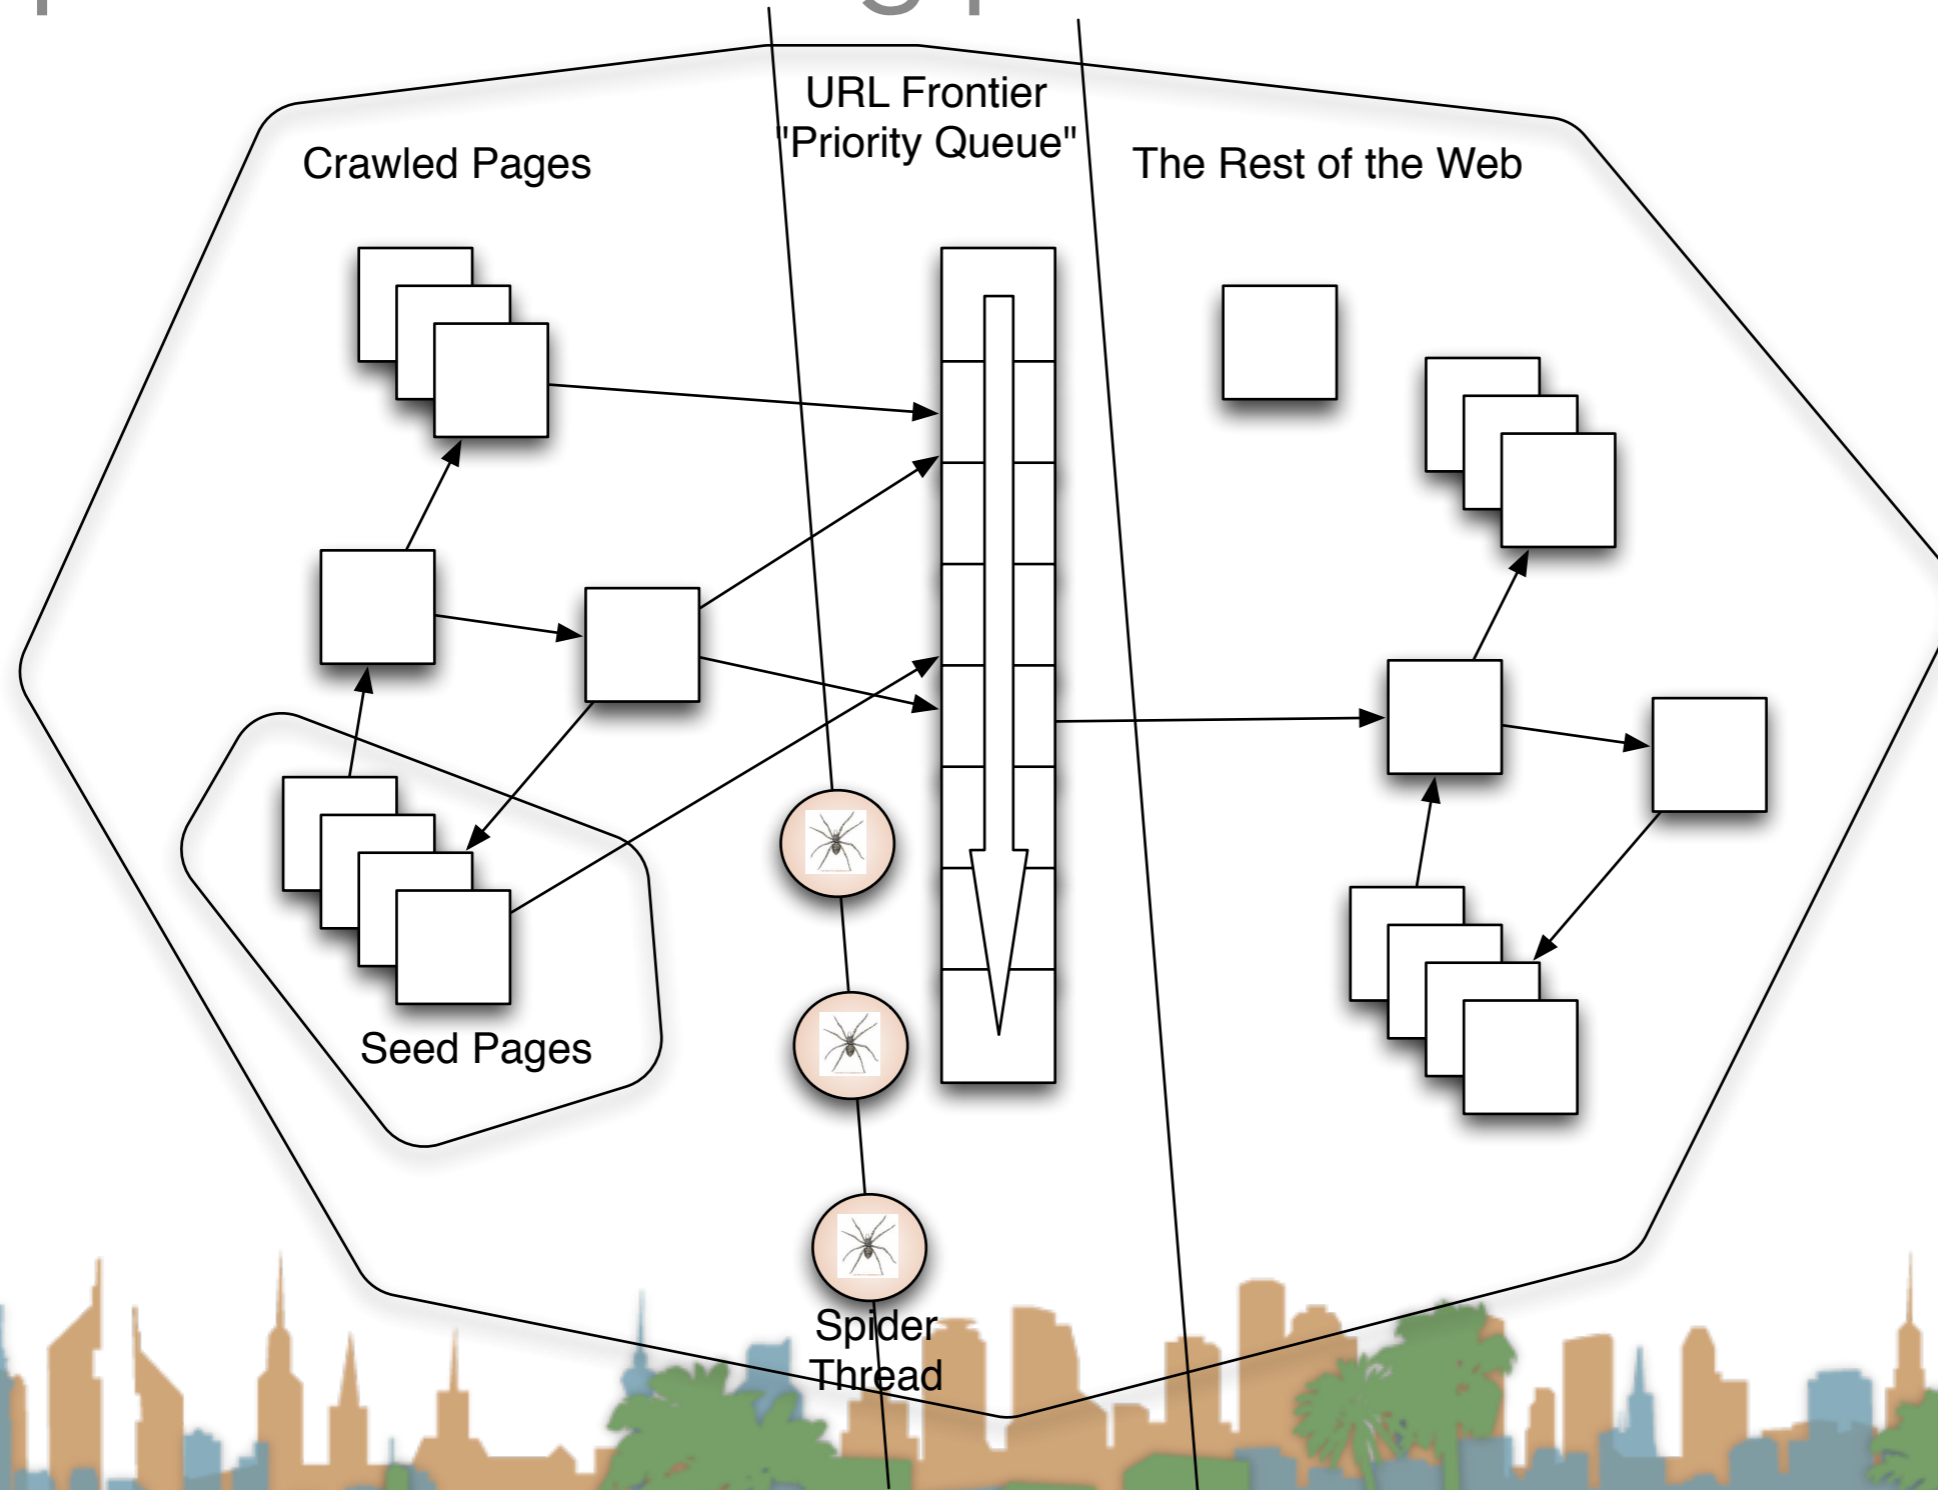 URL Frontier
"Priority Queue"
Crawled Pages
The Rest of the Web
Seed Pages
Spider
Thread